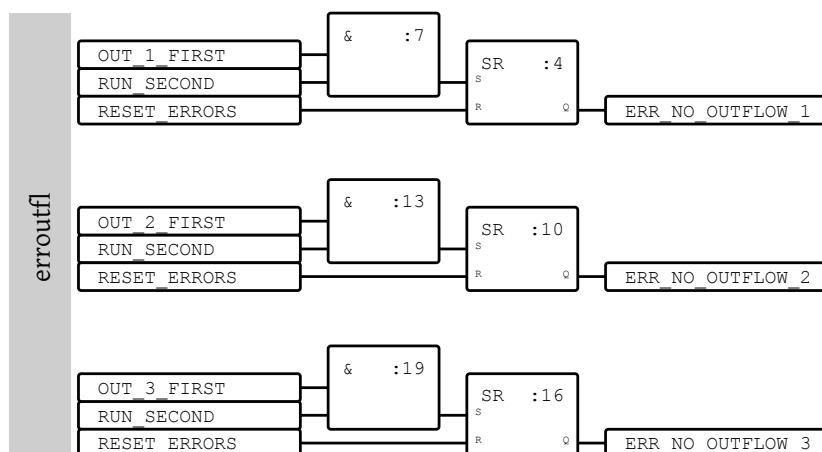 erroutfl
& :7
OUT_1_FIRST
RUN_SECOND
RESET_ERRORS
SR :4
S
R Q
ERR_NO_OUTFLOW_1
& :13
OUT_2_FIRST
RUN_SECOND
RESET_ERRORS
SR :10
S
R Q
ERR_NO_OUTFLOW_2
& :19
OUT_3_FIRST
RUN_SECOND
RESET_ERRORS
SR :16
S
R Q
ERR_NO_OUTFLOW_3